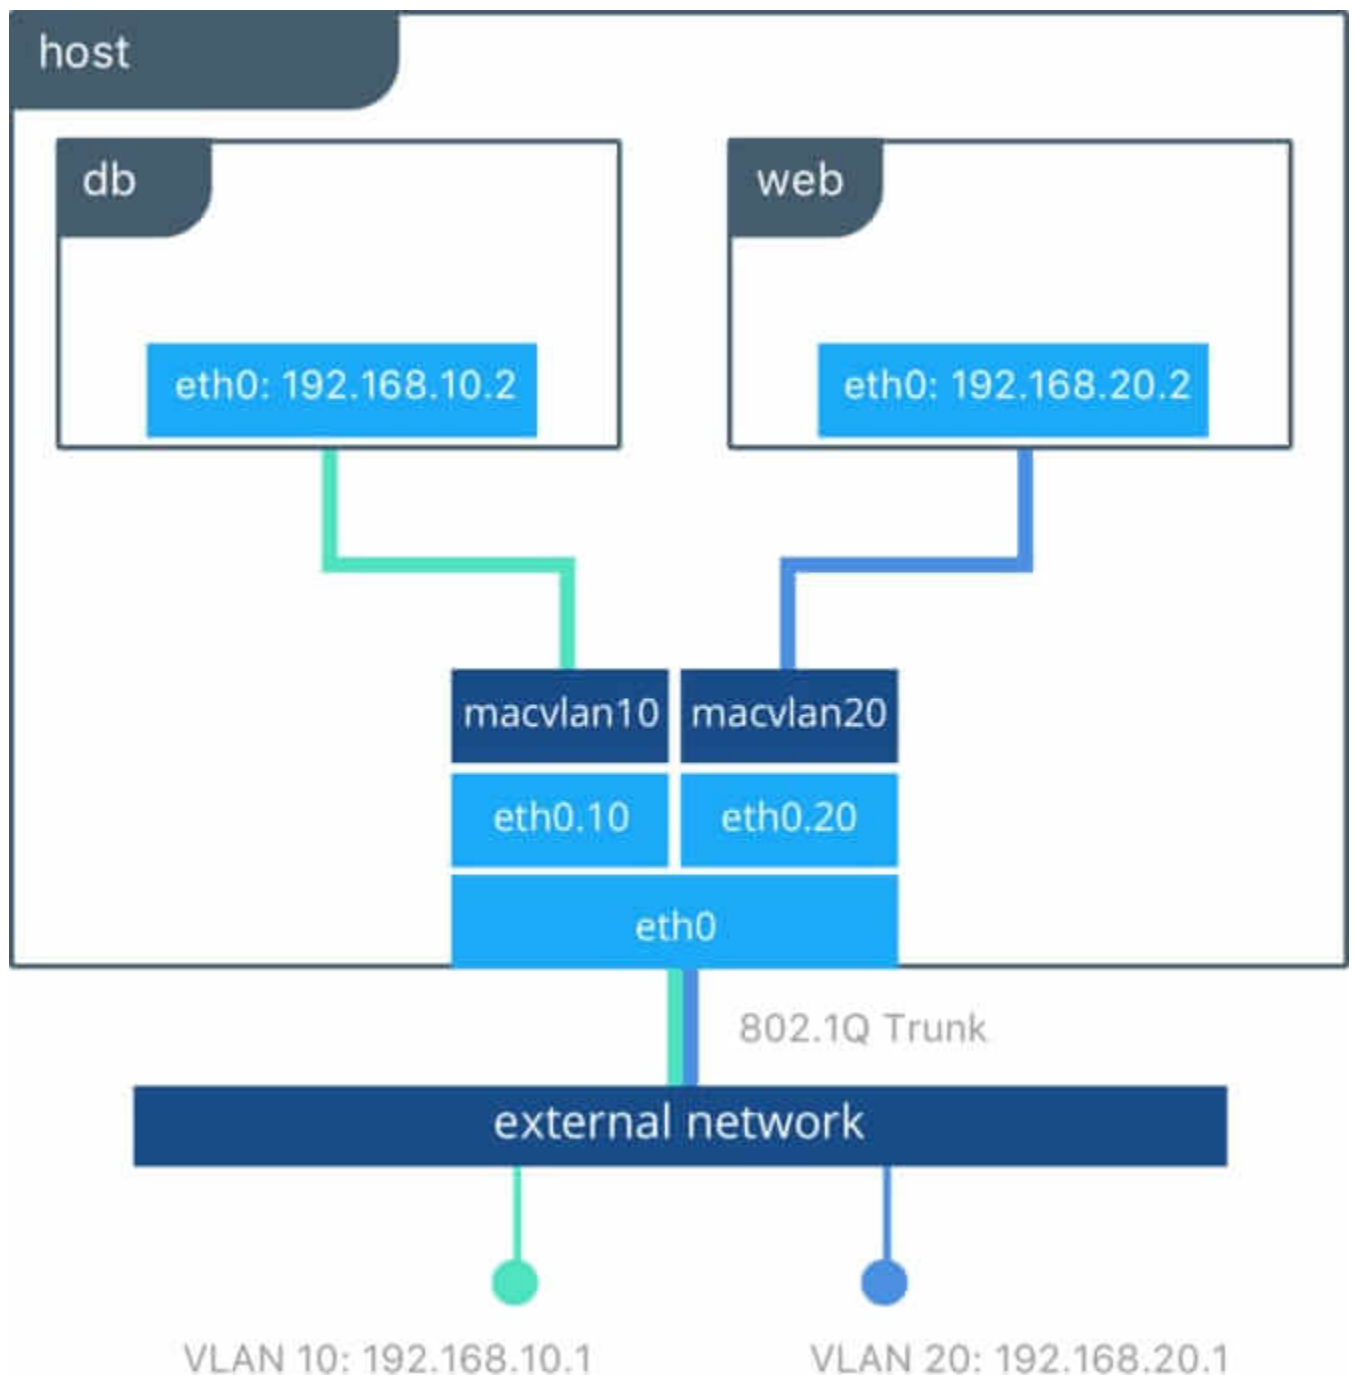 host
db
web
eth0: 192.168.10.2
eth0: 192.168.20.2
macvlan10
macvlan20
eth0.10
eth0.20
eth0
802.1Q Trunk
external network
VLAN 10: 192.168.10.1
VLAN 20: 192.168.20.1